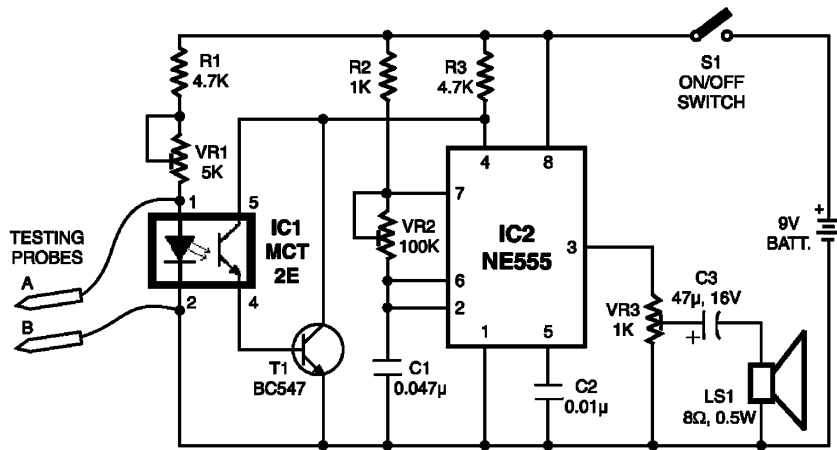 R1
4.7K
R2
1K
R3
4.7K
S1
ON/OFF
SWITCH
VR1
5K
1
5
4
8
7
VR2
100K
IC1
MCT
2E
IC2
NE555
3
+
9V
BATT.
TESTING
PROBES
A
B
2
4
6
2
1
5
VR3
1K
C3
47µ, 16V
+
T1
BC547
C1
0.047µ
C2
0.01µ
LS1
8Ω, 0.5W